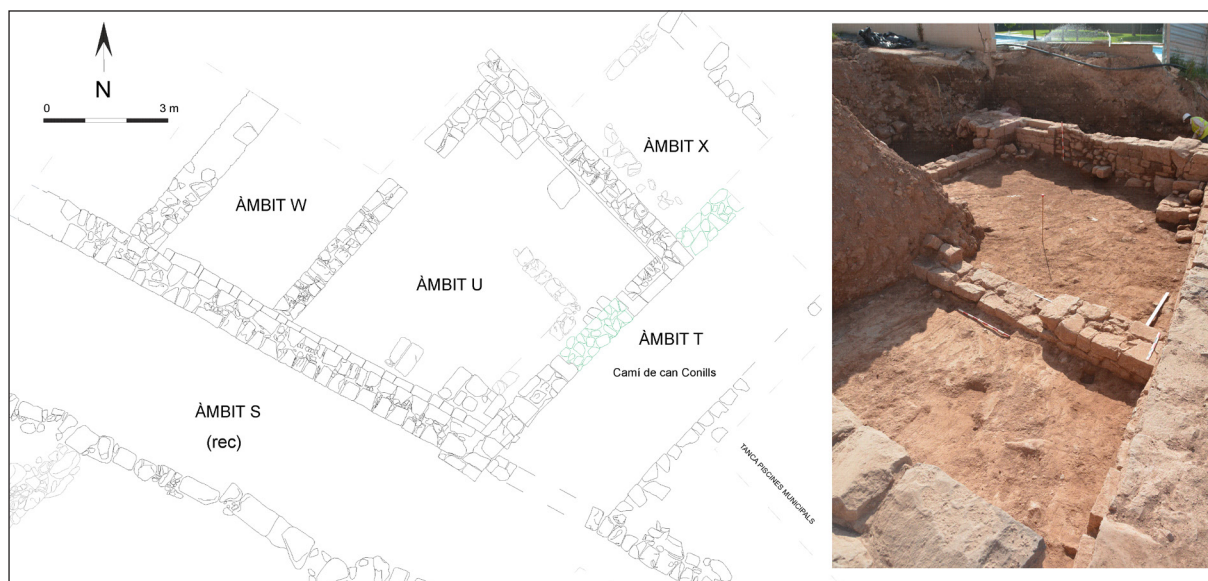 N
0 3 m
ÀMBIT X
ÀMBIT W
ÀMBIT U
ÀMBIT T
Camí de can Conills
ÀMBIT S
(rec)
TANCA PISCINES MUNICIPALS